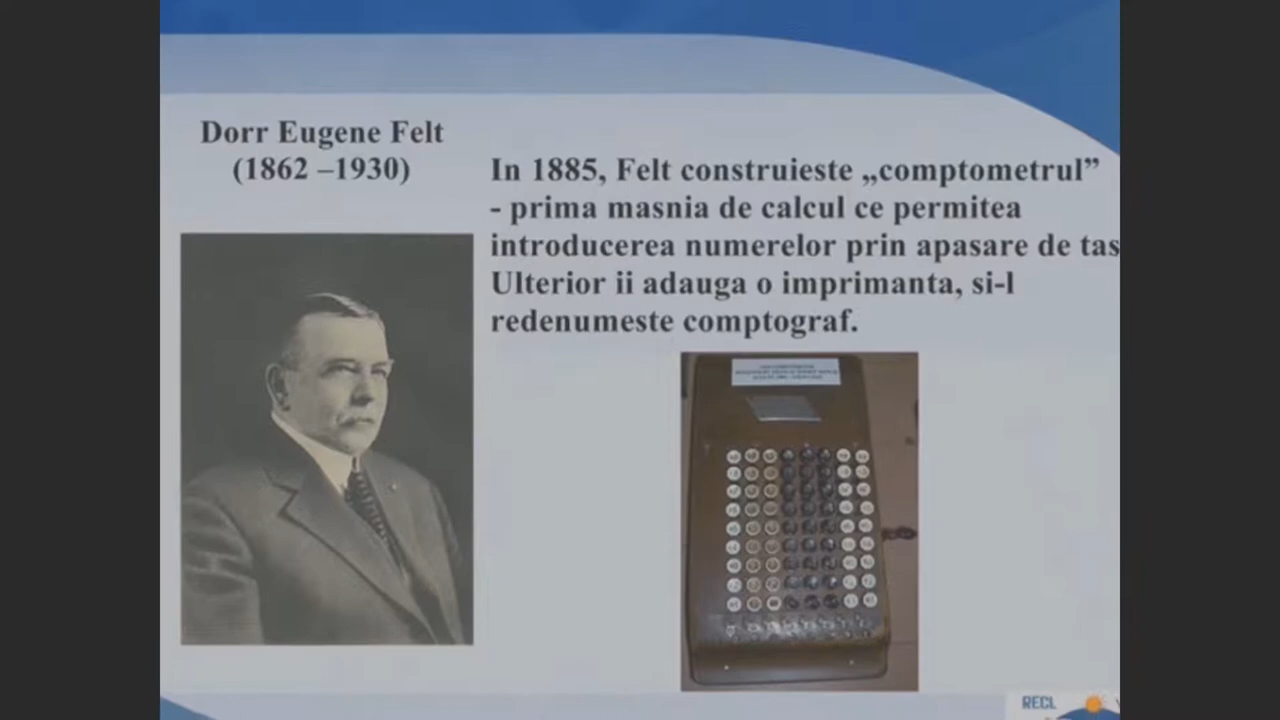 Dorr Eugene Felt
(1862 –1930)
In 1885, Felt construieste „comptometrul”
- prima masnia de calcul ce permitea
introducerea numerelor prin apasare de tas
Ulterior ii adauga o imprimanta, si-l
redenumeste comptograf.
RECL